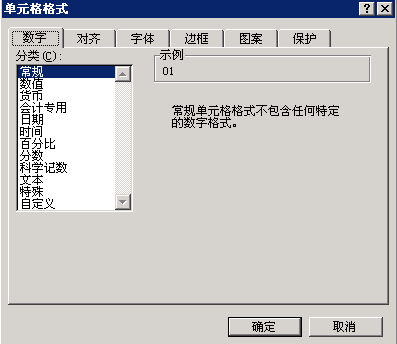 单元格格式
数字 对齐 字体 边框 图案 保护
分类(C):
常规
数值
货币
会计专用
日期
时间
百分比
分数
科学记数
文本
特殊
自定义
示例
01
常规单元格格式不包含任何特定
的数字格式。
确定 取消